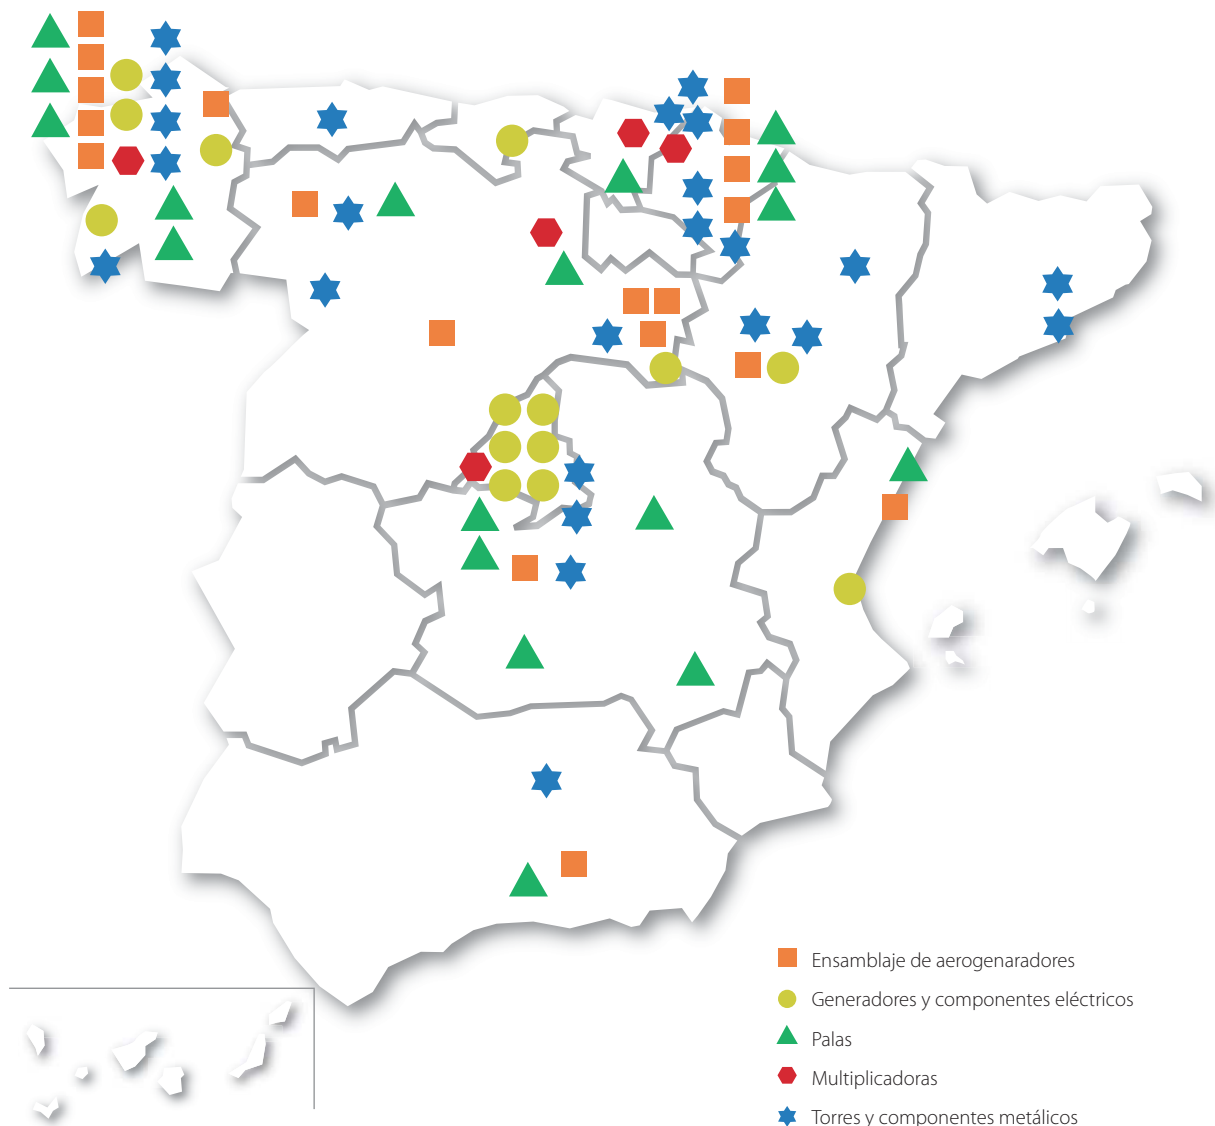 Ensamblaje de aerogenaradores
Generadores y componentes eléctricos
Palas
Multiplicadoras
Torres y componentes metálicos